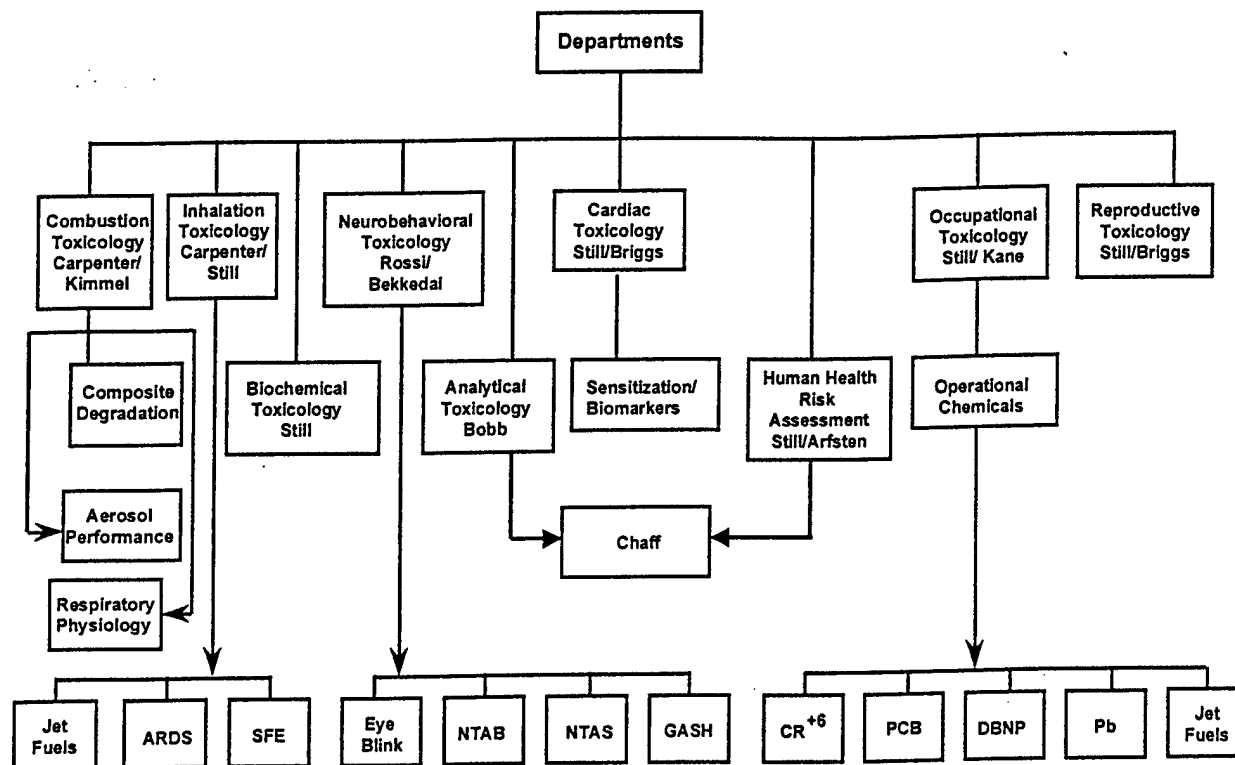 Departments
Combustion
Toxicology
Carpenter/
Kimmel
Inhalation
Toxicology
Carpenter/
Still
Neurobehavioral
Toxicology
Rossi/
Bekkedal
Cardiac
Toxicology
Still/Briggs
Occupational
Toxicology
Still/ Kane
Reproductive
Toxicology
Still/Briggs
Composite
Degradation
Biochemical
Toxicology
Still
Analytical
Toxicology
Bobb
Sensitization/
Biomarkers
Human Health
Risk
Assessment
Still/Arfsten
Operational
Chemicals
Aerosol
Performance
Chaff
Respiratory
Physiology
Jet
Fuels
ARDS
SFE
Eye
Blink
NTAB
NTAS
GASH
CR+6
PCB
DBNP
Pb
Jet
Fuels